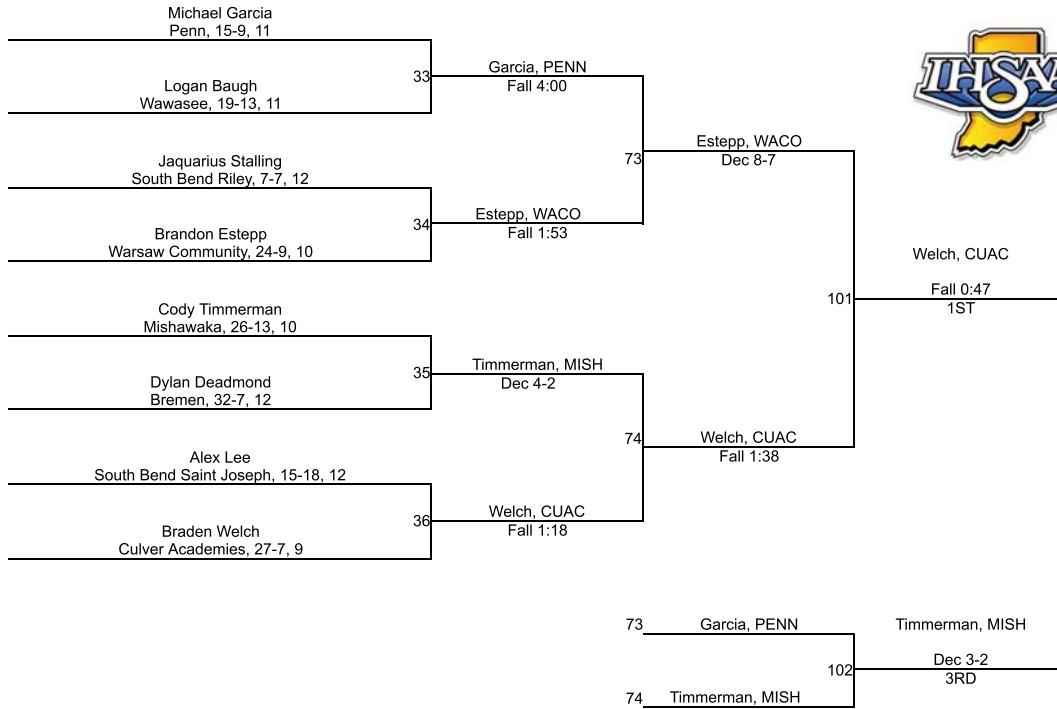 Michael Garcia
Penn, 15-9, 11
Logan Baugh
Wawasee, 19-13, 11
Jaquarius Stalling
South Bend Riley, 7-7, 12
Brandon Estepp
Warsaw Community, 24-9, 10
Cody Timmerman
Mishawaka, 26-13, 10
Dylan Deadmond
Bremen, 32-7, 12
Alex Lee
South Bend Saint Joseph, 15-18, 12
Braden Welch
Culver Academies, 27-7, 9
33
Garcia, PENN
Fall 4:00
34
Estepp, WACO
Fall 1:53
35
Timmerman, MISH
Dec 4-2
36
Welch, CUAC
Fall 1:18
73
Estepp, WACO
Dec 8-7
74
Welch, CUAC
Fall 1:38
101
Welch, CUAC
Fall 0:47
1ST
73
Garcia, PENN
74
Timmerman, MISH
102
Timmerman, MISH
Dec 3-2
3RD
IHSAA